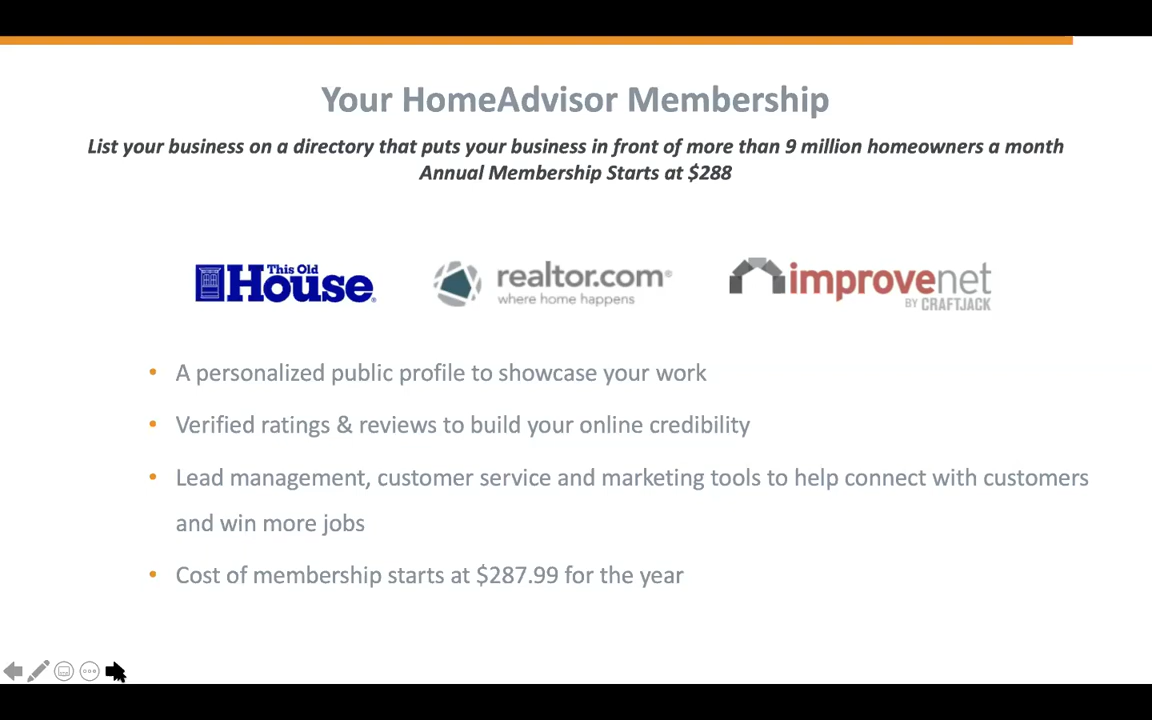 Your HomeAdvisor Membership
List your business on a directory that puts your business in front of more than 9 million homeowners a month
Annual Membership Starts at $288
This Old
House®
realtor.com®
where home happens
improvenet
BY CRAFTJACK
• A personalized public profile to showcase your work
• Verified ratings & reviews to build your online credibility
• Lead management, customer service and marketing tools to help connect with customers
and win more jobs
• Cost of membership starts at $287.99 for the year